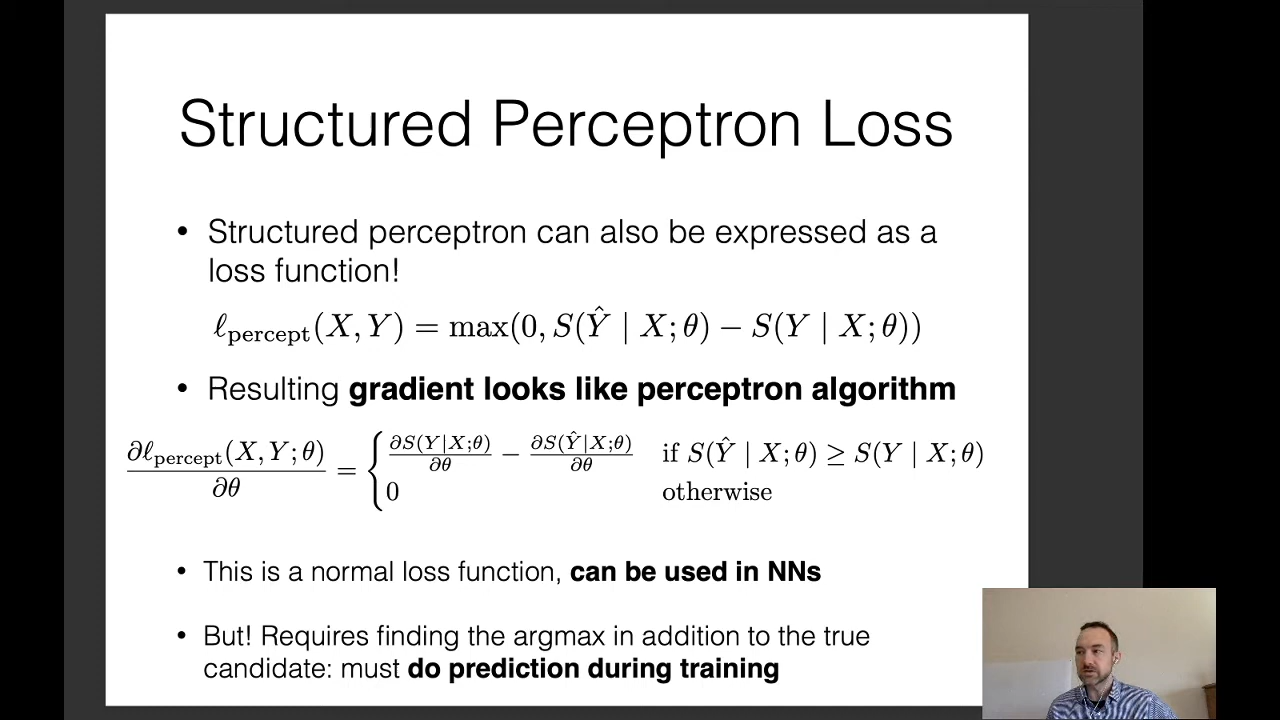 Structured Perceptron Loss
• Structured perceptron can also be expressed as a
loss function!
ℓ_percept(X, Y) = max(0, S(Ŷ | X; θ) − S(Y | X; θ))
• Resulting gradient looks like perceptron algorithm
∂ℓ_percept(X, Y; θ)/∂θ = { ∂S(Y|X;θ)/∂θ − ∂S(Ŷ|X;θ)/∂θ if S(Ŷ | X; θ) ≥ S(Y | X; θ)
0 otherwise
• This is a normal loss function, can be used in NNs
• But! Requires finding the argmax in addition to the true
candidate: must do prediction during training